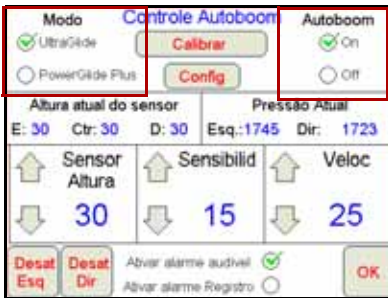 Controle Autoboom
Modo
UltraGlide
PowerGlide Plus
Calibrar
Config
Autoboom
On
Off
Altura atual do sensor
E: 30 Ctr: 30 D: 30
Pressão Atual
Esq.:1745 Dir: 1723
Sensor
Altura
30
Sensibilid
15
Veloc
25
Desat
Esq
Desat
Dir
Ativar alarme audivel
Ativar alarme Registro
OK